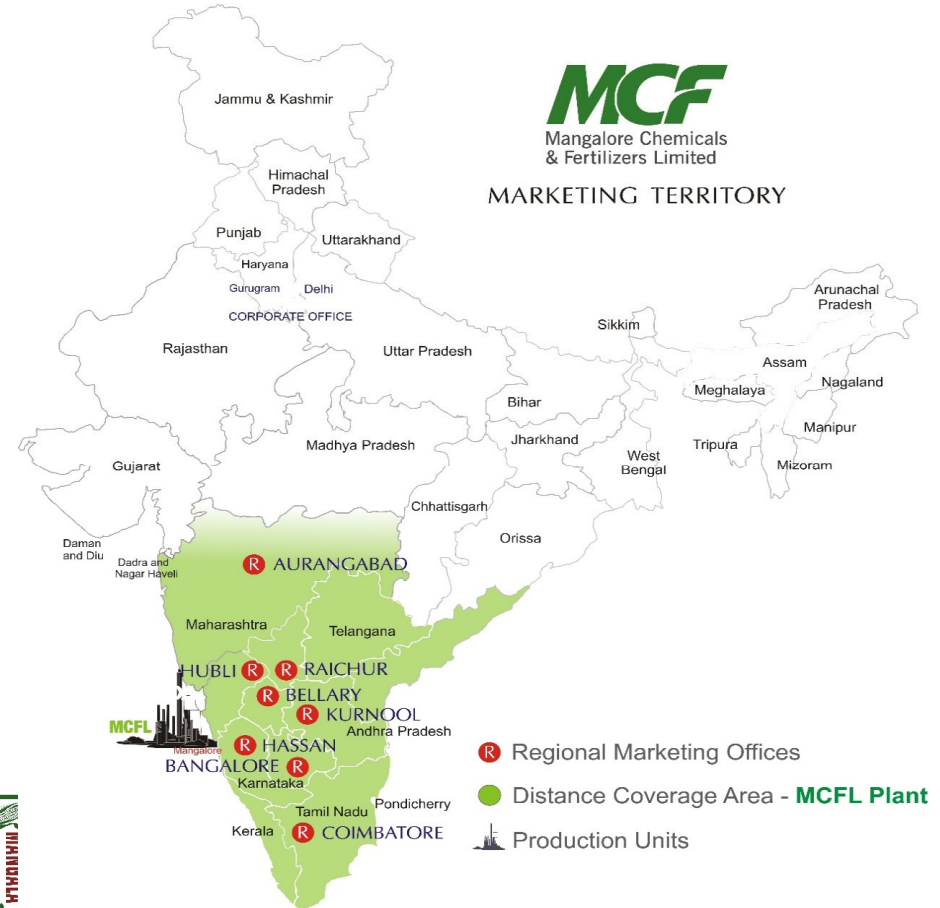 MCF
Mangalore Chemicals
& Fertilizers Limited
MARKETING TERRITORY
Jammu & Kashmir
Himachal
Pradesh
Punjab
Uttarakhand
Haryana
Gurugram
Delhi
CORPORATE OFFICE
Arunachal
Pradesh
Sikkim
Rajasthan
Uttar Pradesh
Assam
Nagaland
Meghalaya
Bihar
Manipur
Jharkhand
Tripura
Madhya Pradesh
West
Bengal
Mizoram
Gujarat
Chhattisgarh
Orissa
Daman
and Diu
Dadra and
Nagar Haveli
R AURANGABAD
Maharashtra
Telangana
HUBLI R
R RAICHUR
R BELLARY
R KURNOOL
Andhra Pradesh
MCFL
Mangalore
R HASSAN
BANGALORE R
Karnataka
Pondicherry
Tamil Nadu
Kerala
R COIMBATORE
R Regional Marketing Offices
Distance Coverage Area - MCFL Plant
Production Units
MANGALA